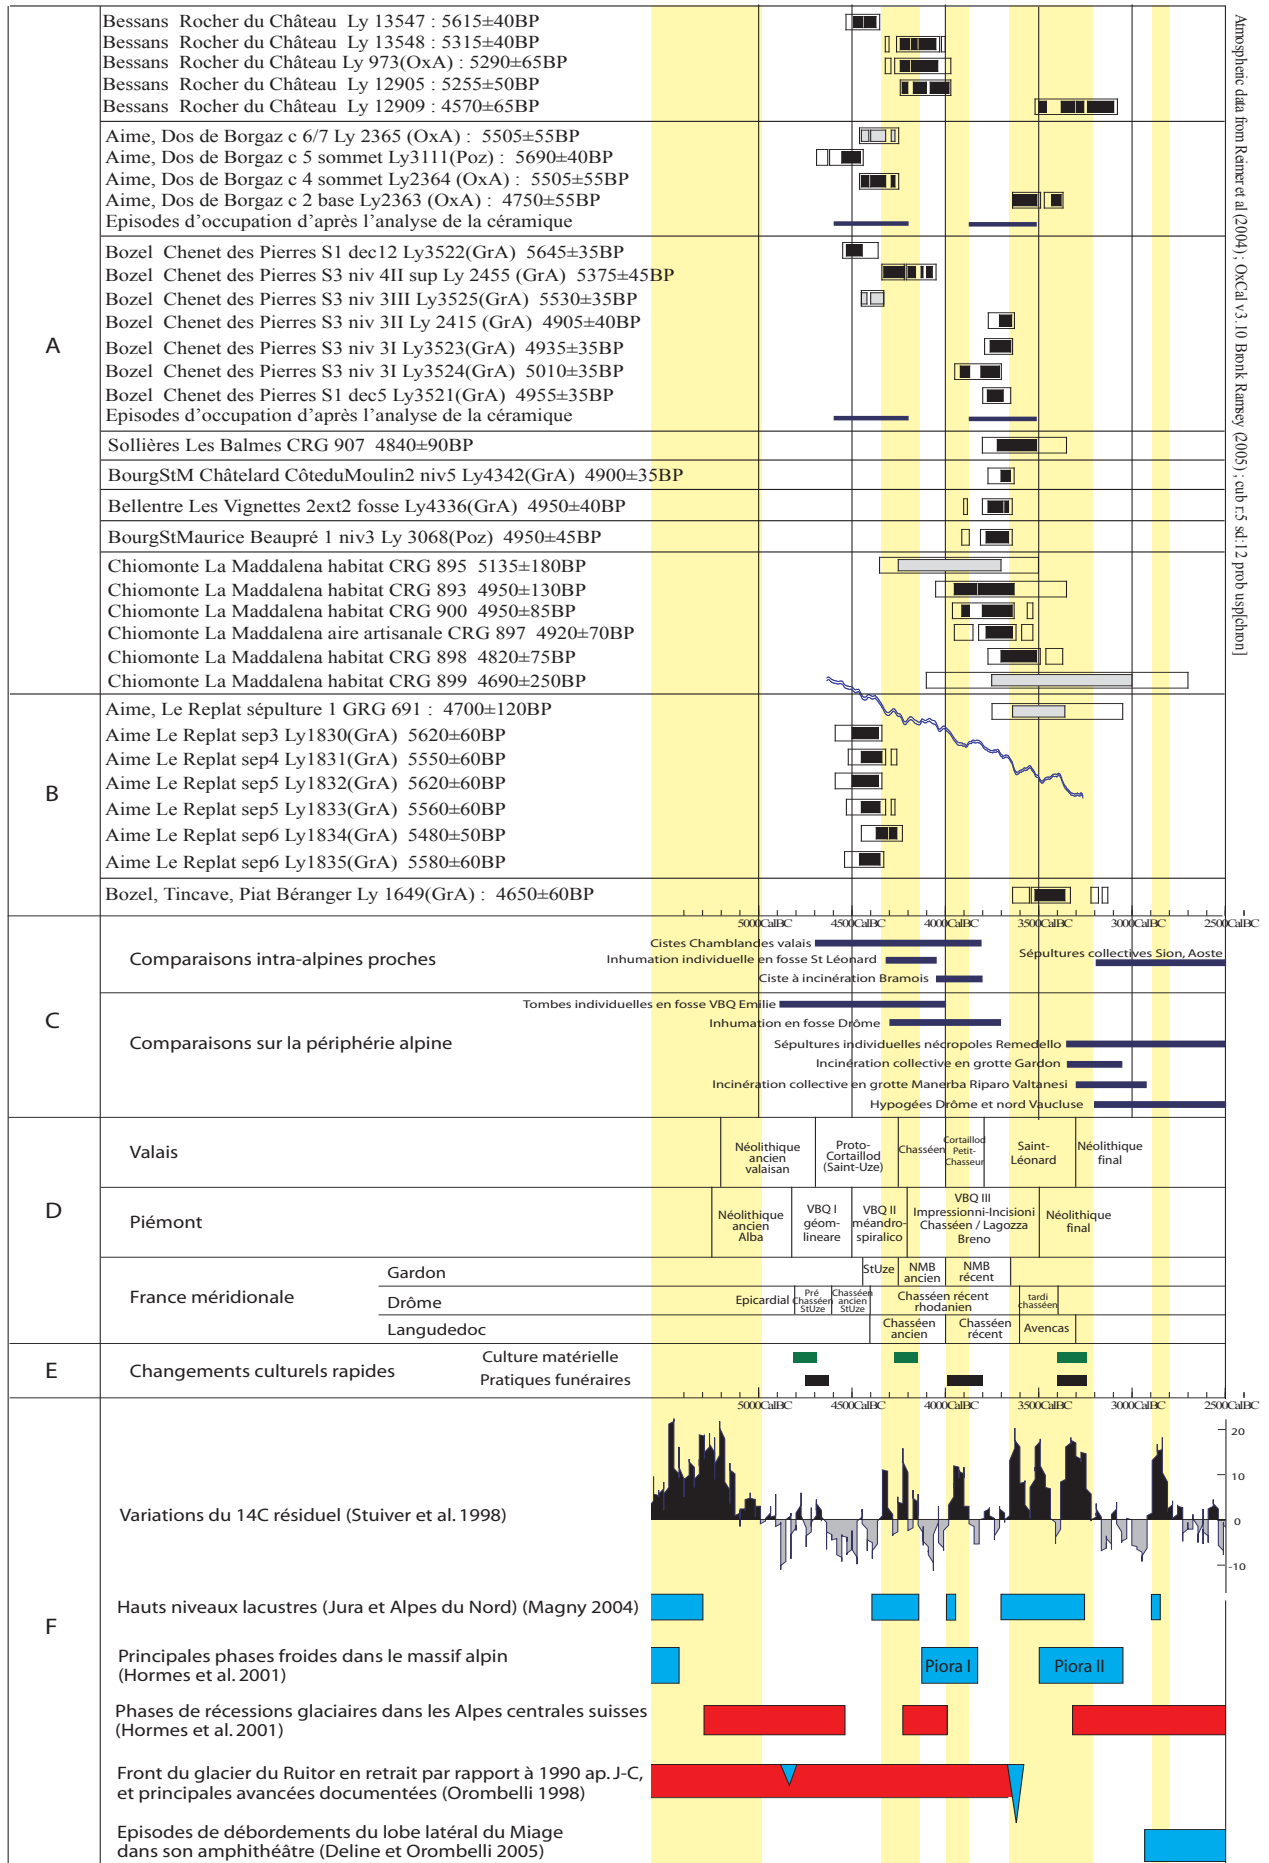 Bessans Rocher du Château Ly 13547 : 5615±40BP
Bessans Rocher du Château Ly 13548 : 5315±40BP
Bessans Rocher du Château Ly 973(OxA) : 5290±65BP
Bessans Rocher du Château Ly 12905 : 5255±50BP
Bessans Rocher du Château Ly 12909 : 4570±65BP
Aime, Dos de Borgaz c 6/7 Ly 2365 (OxA) : 5505±55BP
Aime, Dos de Borgaz c 5 sommet Ly3111(Poz) : 5690±40BP
Aime, Dos de Borgaz c 4 sommet Ly2364 (OxA) : 5505±55BP
Aime, Dos de Borgaz c 2 base Ly2363 (OxA) : 4750±55BP
Episodes d'occupation d'après l'analyse de la céramique
Bozel Chenet des Pierres S1 dec12 Ly3522(GrA) 5645±35BP
Bozel Chenet des Pierres S3 niv 4II sup Ly 2455 (GrA) 5375±45BP
Bozel Chenet des Pierres S3 niv 3III Ly3525(GrA) 5530±35BP
Bozel Chenet des Pierres S3 niv 3II Ly 2415 (GrA) 4905±40BP
A
Bozel Chenet des Pierres S3 niv 3I Ly3523(GrA) 4935±35BP
Bozel Chenet des Pierres S3 niv 3I Ly3524(GrA) 5010±35BP
Bozel Chenet des Pierres S1 dec5 Ly3521(GrA) 4955±35BP
Episodes d'occupation d'après l'analyse de la céramique
Sollières Les Balmes CRG 907 4840±90BP
BourgStM Châtelard CôteduMoulin2 niv5 Ly4342(GrA) 4900±35BP
Bellentre Les Vignettes 2ext2 fosse Ly4336(GrA) 4950±40BP
BourgStMaurice Beaupré 1 niv3 Ly 3068(Poz) 4950±45BP
Chiomonte La Maddalena habitat CRG 895 5135±180BP
Chiomonte La Maddalena habitat CRG 893 4950±130BP
Chiomonte La Maddalena habitat CRG 900 4950±85BP
Chiomonte La Maddalena aire artisanale CRG 897 4920±70BP
Chiomonte La Maddalena habitat CRG 898 4820±75BP
Chiomonte La Maddalena habitat CRG 899 4690±250BP
Atmospheric data from Reimer et al (2004); OxCal v3.10 Bronk Ramsey (2005); cub r:5 sd:12 prob usp[chron]
Aime, Le Replat sépulture 1 GRG 691 : 4700±120BP
Aime Le Replat sep3 Ly1830(GrA) 5620±60BP
Aime Le Replat sep4 Ly1831(GrA) 5550±60BP
Aime Le Replat sep5 Ly1832(GrA) 5620±60BP
B
Aime Le Replat sep5 Ly1833(GrA) 5560±60BP
Aime Le Replat sep6 Ly1834(GrA) 5480±50BP
Aime Le Replat sep6 Ly1835(GrA) 5580±60BP
Bozel, Tincave, Piat Béranger Ly 1649(GrA) : 4650±60BP
5000CalBC 4500CalBC 4000CalBC 3500CalBC 3000CalBC 2500CalBC
C
Comparaisons intra-alpines proches
Cistes Chamblandes valais
Inhumation individuelle en fosse St Léonard
Sépultures collectives Sion, Aoste
Ciste à incinération Bramois
Comparaisons sur la périphérie alpine
Tombes individuelles en fosse VBQ Emilie
Inhumation en fosse Drôme
Sépultures individuelles nécropoles Remedello
Incinération collective en grotte Gardon
Incinération collective en grotte Manerba Riparo Valtanesi
Hypogées Drôme et nord Vaucluse
D
Valais
Néolithique
ancien
valaisan
Proto-
Cortaillod
(Saint-Uze)
Chasséen
Cortaillod
Petit-
Chasseur
Saint-
Léonard
Néolithique
final
Piémont
Néolithique
ancien
Alba
VBQ I
géom-
lineare
VBQ II
méandro-
spiralico
VBQ III
Impressionni-Incisioni
Chasséen / Lagozza
Breno
Néolithique
final
France méridionale
Gardon
StUze
NMB
ancien
NMB
récent
Drôme
Epicardial
Pré
Chasséen
StUze
Chasséen
ancien
StUze
Chasséen récent
rhodanien
tardi
chasséen
Langudedoc
Chasséen
ancien
Chasséen
récent
Avencas
E
Changements culturels rapides
Culture matérielle
Pratiques funéraires
5000CalBC 4500CalBC 4000CalBC 3500CalBC 3000CalBC 2500CalBC
F
Variations du 14C résiduel (Stuiver et al. 1998)
20
10
0
-10
Hauts niveaux lacustres (Jura et Alpes du Nord) (Magny 2004)
Principales phases froides dans le massif alpin
(Hormes et al. 2001)
Piora I
Piora II
Phases de récessions glaciaires dans les Alpes centrales suisses
(Hormes et al. 2001)
Front du glacier du Ruitor en retrait par rapport à 1990 ap. J-C,
et principales avancées documentées (Orombelli 1998)
Episodes de débordements du lobe latéral du Miage
dans son amphithéâtre (Deline et Orombelli 2005)